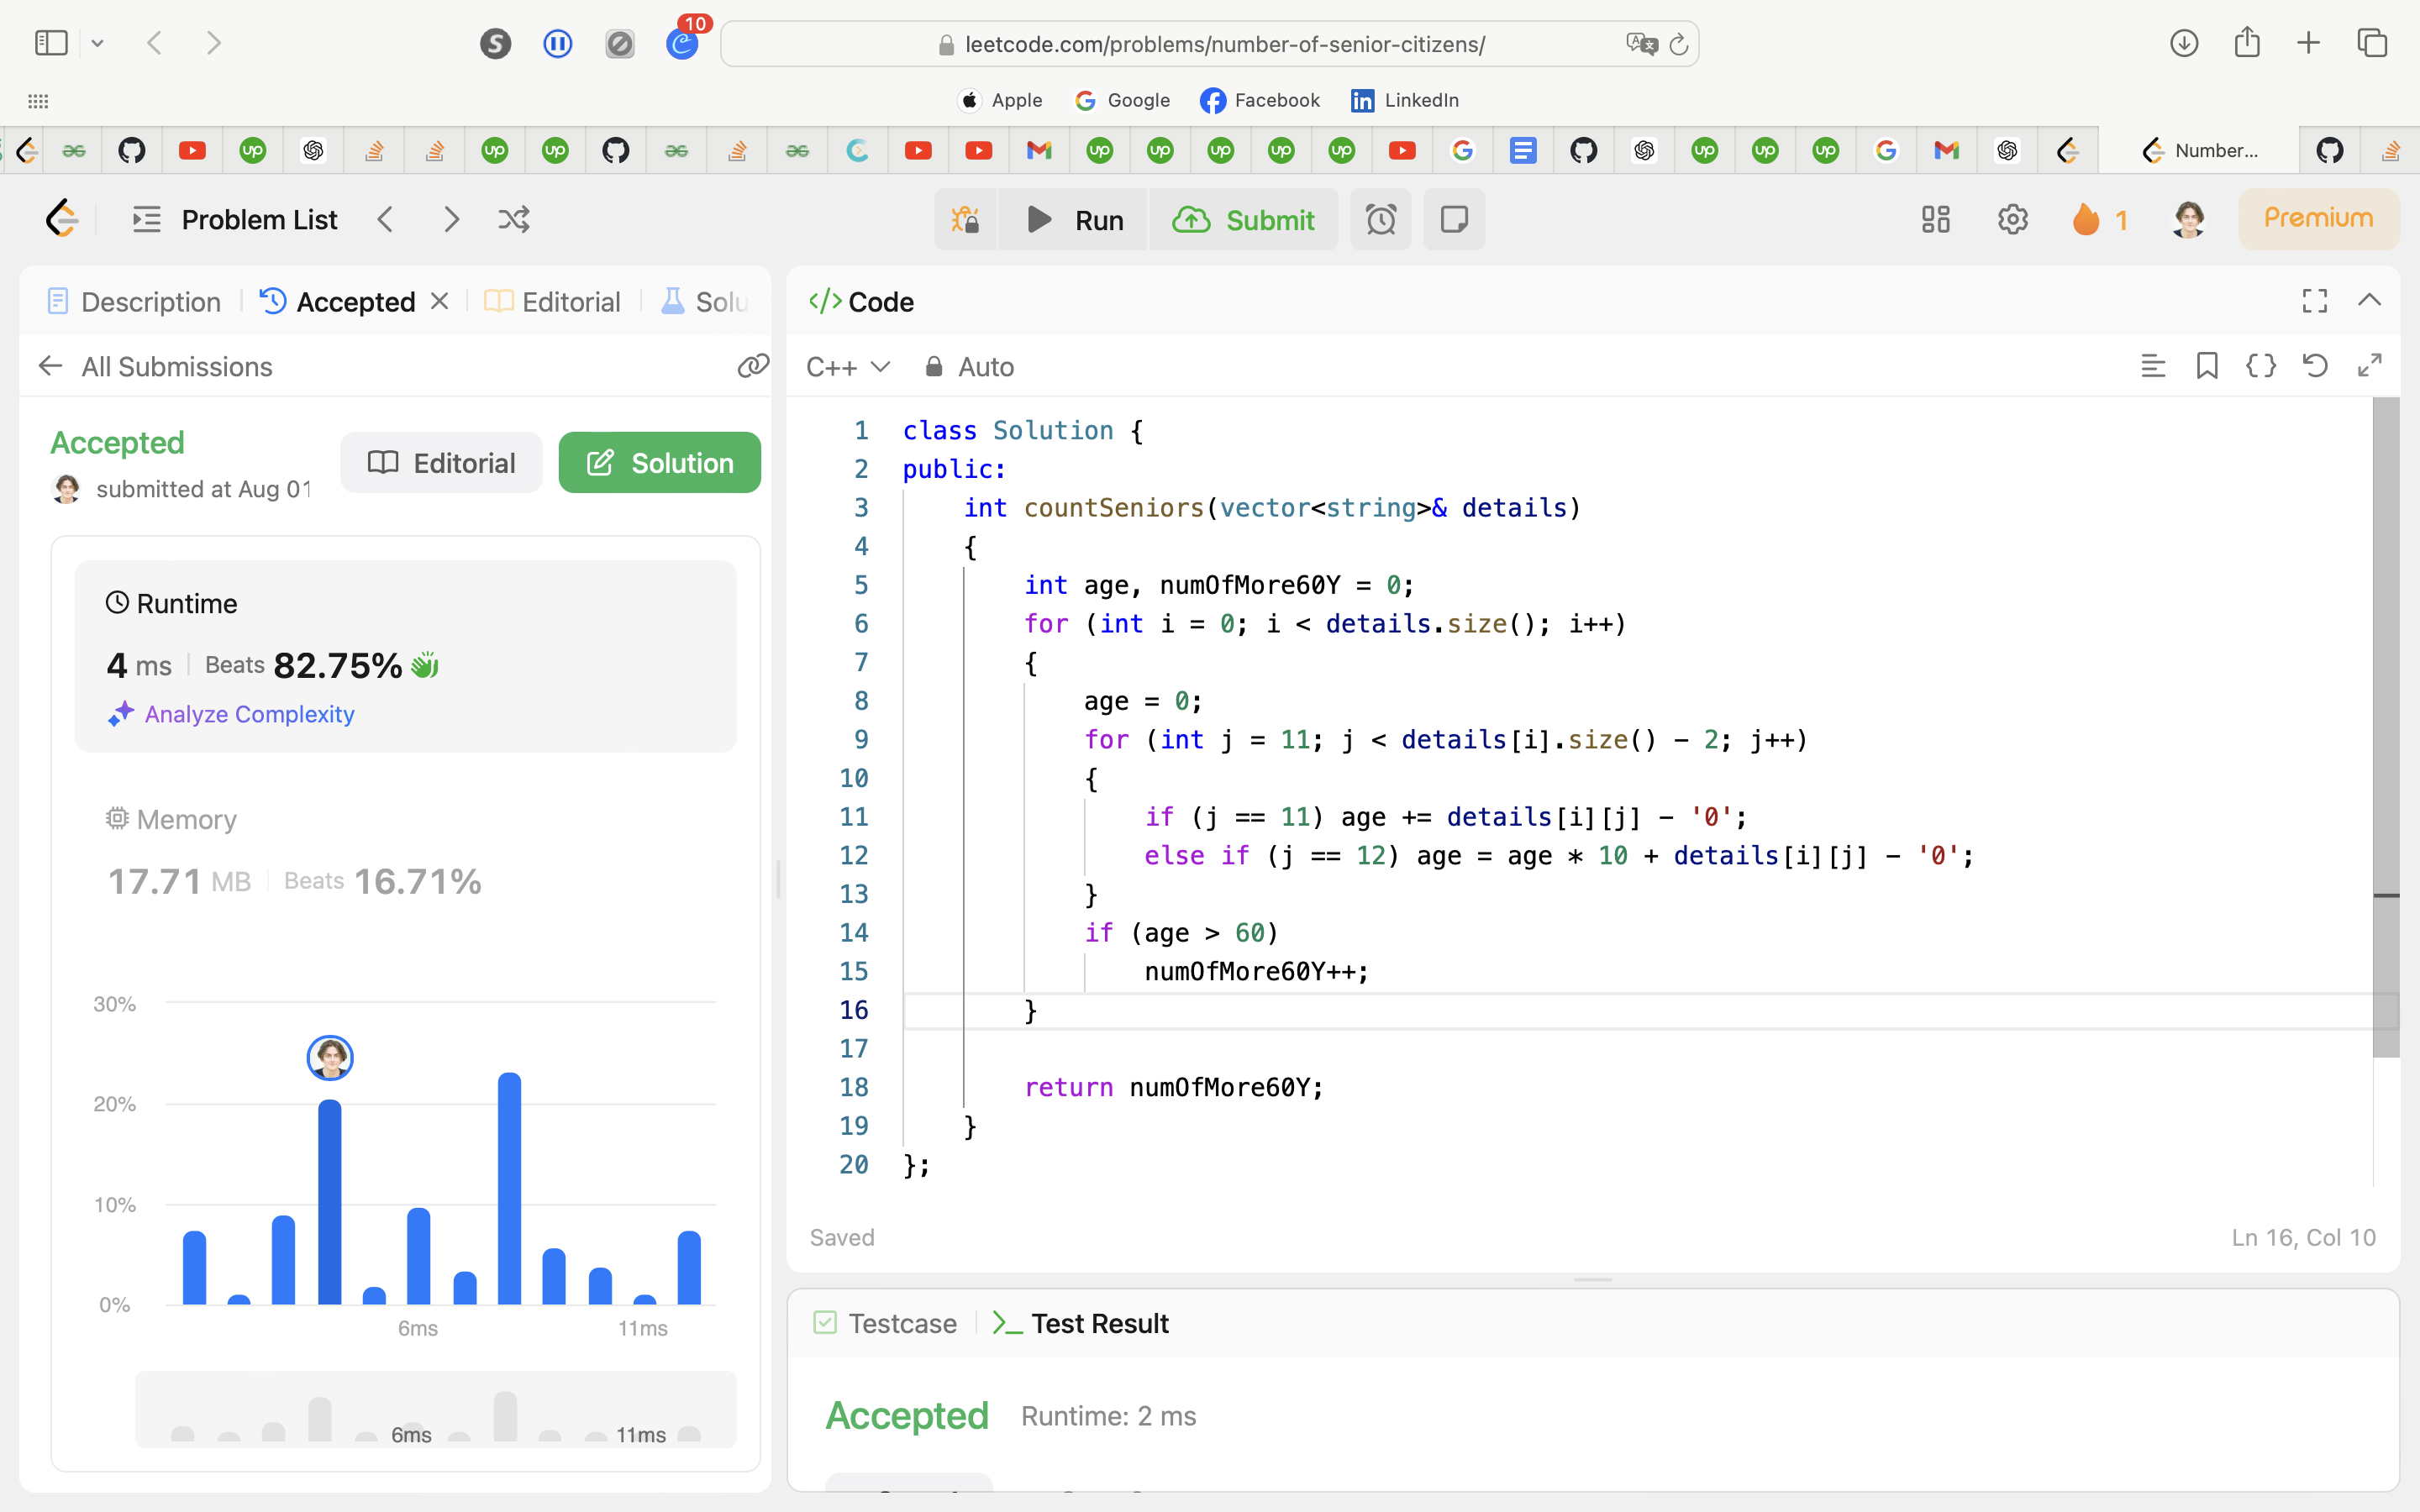 10
leetcode.com/problems/number-of-senior-citizens/
Apple Google Facebook LinkedIn
Number...
Problem List Run Submit 1 Premium
Description Accepted Editorial Solu
All Submissions
Accepted
submitted at Aug 01
Editorial Solution
Runtime
4 ms Beats 82.75%
Analyze Complexity
Memory
17.71 MB Beats 16.71%
30%
20%
10%
0%
6ms 11ms
6ms 11ms
</> Code
C++ Auto
1 class Solution {
2 public:
3     int countSeniors(vector<string>& details)
4     {
5         int age, numOfMore60Y = 0;
6         for (int i = 0; i < details.size(); i++)
7         {
8             age = 0;
9             for (int j = 11; j < details[i].size() - 2; j++)
10             {
11                 if (j == 11) age += details[i][j] - '0';
12                 else if (j == 12) age = age * 10 + details[i][j] - '0';
13             }
14             if (age > 60)
15                 numOfMore60Y++;
16         }
17
18         return numOfMore60Y;
19     }
20 };
Saved Ln 16, Col 10
Testcase >_ Test Result
Accepted Runtime: 2 ms